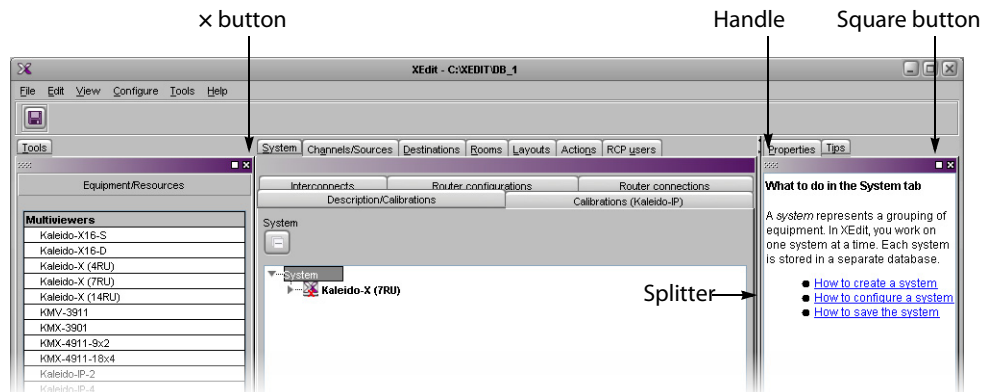 × button
Handle
Square button
XEdit - C:\XEDIT\DB_1
File Edit View Configure Tools Help
Tools
System Channels/Sources Destinations Rooms Layouts Actions RCP users
Properties Tips
Equipment/Resources
Interconnects Router configurations Router connections
Description/Calibrations Calibrations (Kaleido-IP)
Multiviewers
Kaleido-X16-S
Kaleido-X16-D
Kaleido-X (4RU)
Kaleido-X (7RU)
Kaleido-X (14RU)
KMV-3911
KMX-3901
KMX-4911-9x2
KMX-4911-18x4
Kaleido-IP-2
Kaleido-IP-4
System
System
Kaleido-X (7RU)
Splitter
What to do in the System tab
A system represents a grouping of
equipment. In XEdit, you work on
one system at a time. Each system
is stored in a separate database.
How to create a system
How to configure a system
How to save the system